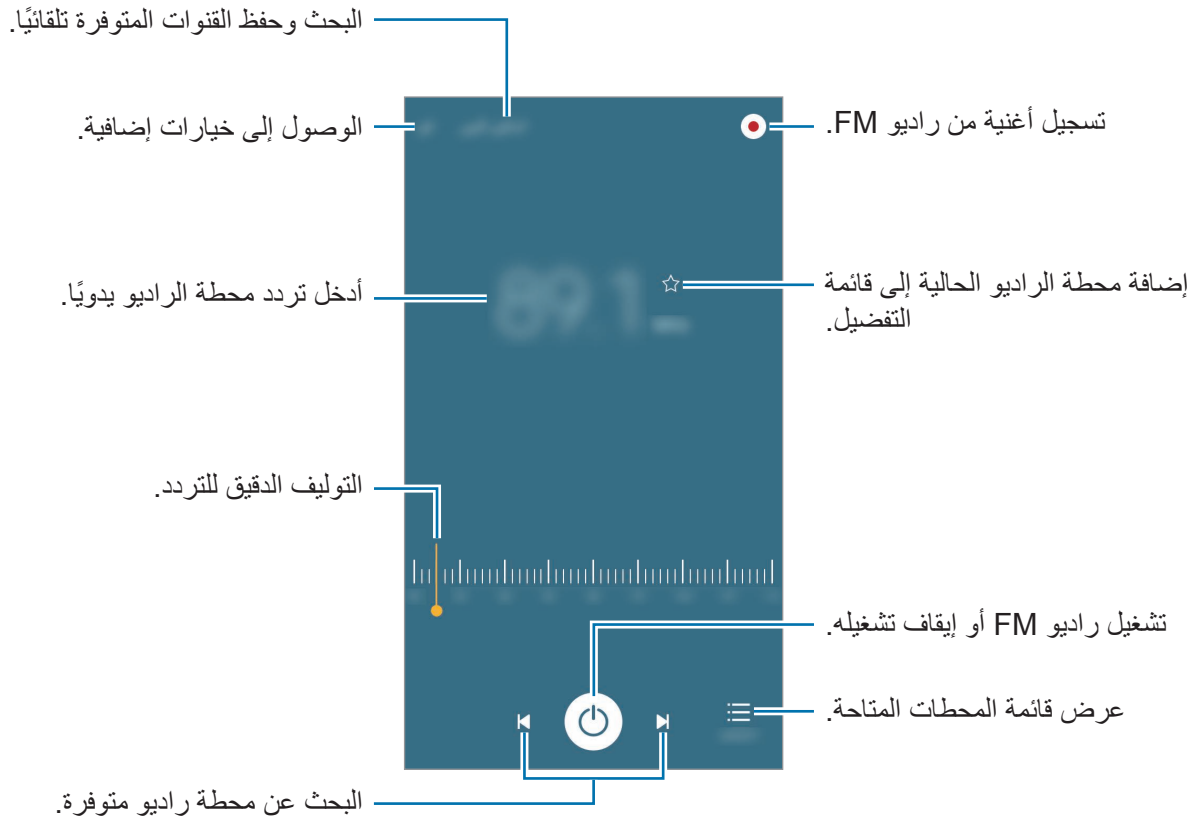 البحث وحفظ القنوات المتوفرة تلقائيًا.
تسجيل أغنية من راديو FM.
الوصول إلى خيارات إضافية.
إضافة محطة الراديو الحالية إلى قائمة
التفضيل.
أدخل تردد محطة الراديو يدويًا.
89.1
التوليف الدقيق للتردد.
تشغيل راديو FM أو إيقاف تشغيله.
عرض قائمة المحطات المتاحة.
البحث عن محطة راديو متوفرة.